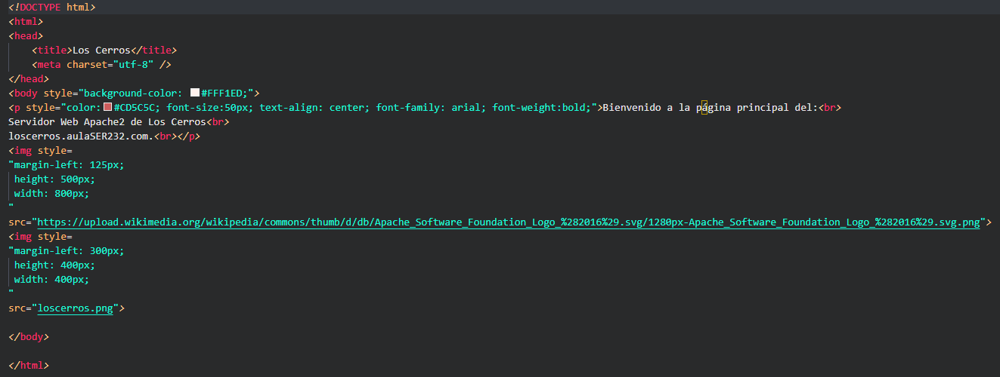 <!DOCTYPE html>
<html>
<head>
    <title>Los Cerros</title>
    <meta charset="utf-8" />
</head>
<body style="background-color: #FFF1ED;">
<p style="color:#CD5C5C; font-size:50px; text-align: center; font-family: arial; font-weight:bold;">Bienvenido a la página principal del:<br>
Servidor Web Apache2 de Los Cerros<br>
loscerros.aulaSER232.com.<br></p>
<img style=
"margin-left: 125px;
 height: 500px;
 width: 800px;
"
src="https://upload.wikimedia.org/wikipedia/commons/thumb/d/db/Apache_Software_Foundation_Logo_%282016%29.svg/1280px-Apache_Software_Foundation_Logo_%282016%29.svg.png">
<img style=
"margin-left: 300px;
 height: 400px;
 width: 400px;
"
src="loscerros.png">

</body>

</html>